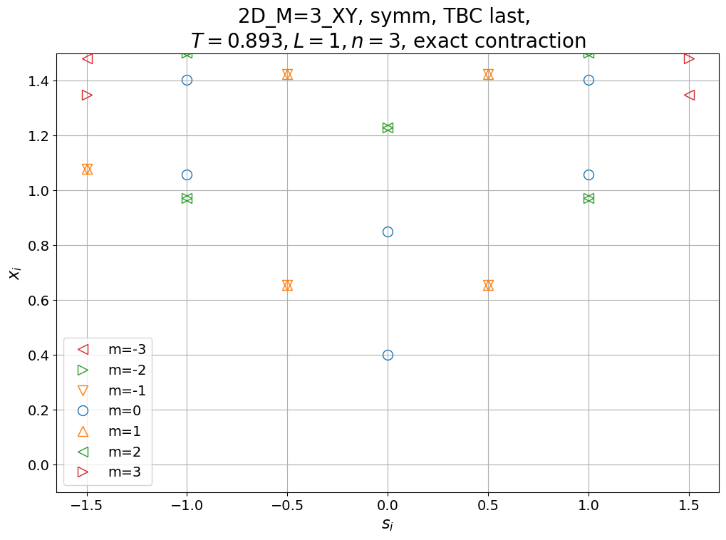 2D_M=3_XY, symm, TBC last,
T = 0.893, L = 1, n = 3, exact contraction
1.4
1.2
1.0
0.8
0.6
0.4
0.2
0.0
x_i
m=-3
m=-2
m=-1
m=0
m=1
m=2
m=3
−1.5 −1.0 −0.5 0.0 0.5 1.0 1.5
s_i